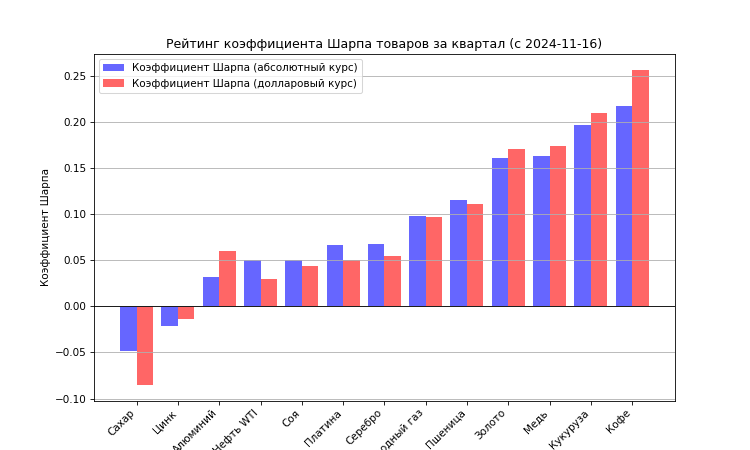 Рейтинг коэффициента Шарпа товаров за квартал (с 2024-11-16)
Коэффициент Шарпа (абсолютный курс)
Коэффициент Шарпа (долларовый курс)
Коэффициент Шарпа
0.25
0.20
0.15
0.10
0.05
0.00
−0.05
−0.10
Сахар
Цинк
Алюминий
Нефть WTI
Соя
Платина
Серебро
одный газ
Пшеница
Золото
Медь
Кукуруза
Кофе